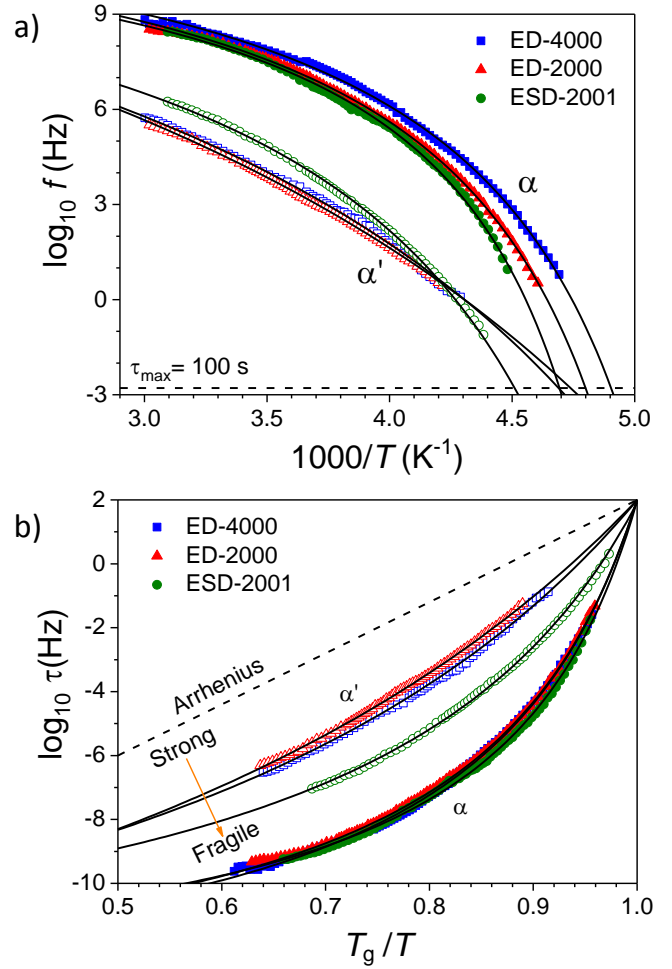 a)
9
6
3
0
-3
log₁₀ f (Hz)
ED-4000
ED-2000
ESD-2001
α
α'
τmax= 100 s
3.0 3.5 4.0 4.5 5.0
1000/T (K⁻¹)
b)
2
0
-2
-4
-6
-8
-10
log₁₀ τ(Hz)
ED-4000
ED-2000
ESD-2001
Arrhenius
α'
Strong
α
Fragile
0.5 0.6 0.7 0.8 0.9 1.0
Tg/T